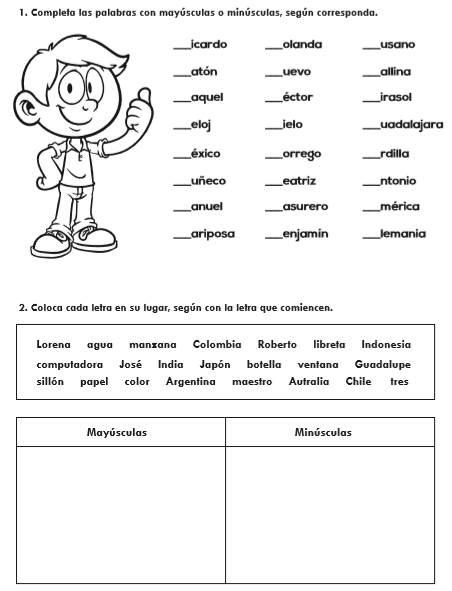 1. Completa las palabras con mayúsculas o minúsculas, según corresponda.
___icardo ___olanda ___usano
___atón ___uevo ___allina
___aquel ___éctor ___irasol
___eloj ___ielo ___uadalajara
___éxico ___orrego ___rdilla
___uñeco ___eatriz ___ntonio
___anuel ___asurero ___mérica
___ariposa ___enjamín ___lemania
2. Coloca cada letra en su lugar, según con la letra que comiencen.
Lorena agua manzana Colombia Roberto libreta Indonesia
computadora José India Japón botella ventana Guadalupe
sillón papel color Argentina maestro Autralia Chile tres
Mayúsculas Minúsculas